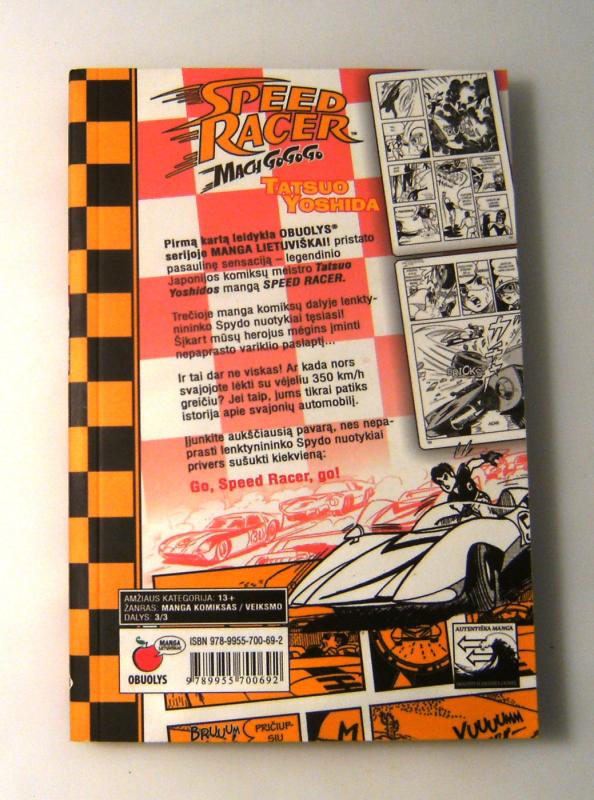 SPEED
RACER™
MACH GoGoGo
TATSUO
YOSHIDA
Pirmą kartą leidykla OBUOLYS®
serijoje MANGA LIETUVIŠKAI! pristato
pasaulinę sensaciją – legendinio
Japonijos komiksų meistro Tatsuo
Yoshidos mangą SPEED RACER.
Trečioje manga komiksų dalyje lenkty-
nininko Spydo nuotykiai tęsiasi!
Šįkart mūsų herojus mėgins įminti
nepaprasto variklio paslaptį...
Ir tai dar ne viskas! Ar kada nors
svajojote lėkti su vėjeliu 350 km/h
greičiu? Jei taip, jums tikrai patiks
istorija apie svajonių automobilį.
Įjunkite aukščiausią pavarą, nes nepa-
prasti lenktynininko Spydo nuotykiai
privers sušukti kiekvieną:
Go, Speed Racer, go!
AMŽIAUS KATEGORIJA: 13+
ŽANRAS: MANGA KOMIKSAS / VEIKSMO
DALYS: 3/3
MANGA
LIETUVIŠKAI
OBUOLYS
ISBN 978-9955-700-69-2
9 789955 700692
AUTENTIŠKA MANGA
BRUUUM
PRIČIUP-
SIU
M
VUUUUMM